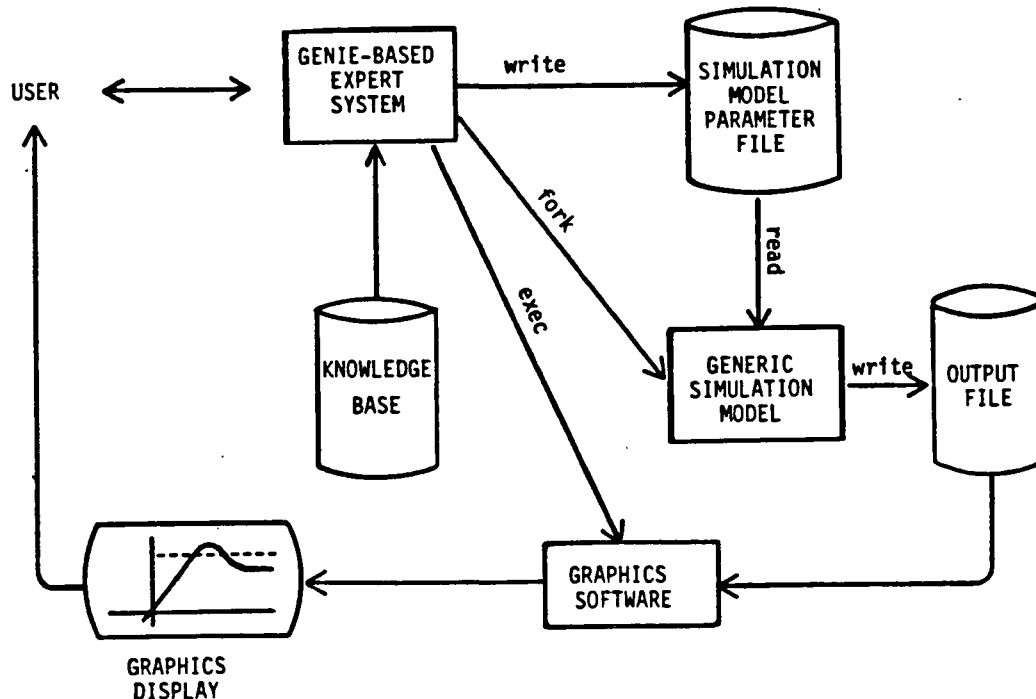 USER
GENIE-BASED
EXPERT
SYSTEM
write
SIMULATION
MODEL
PARAMETER
FILE
fork
exec
read
KNOWLEDGE
BASE
GENERIC
SIMULATION
MODEL
write
OUTPUT
FILE
GRAPHICS
SOFTWARE
GRAPHICS
DISPLAY